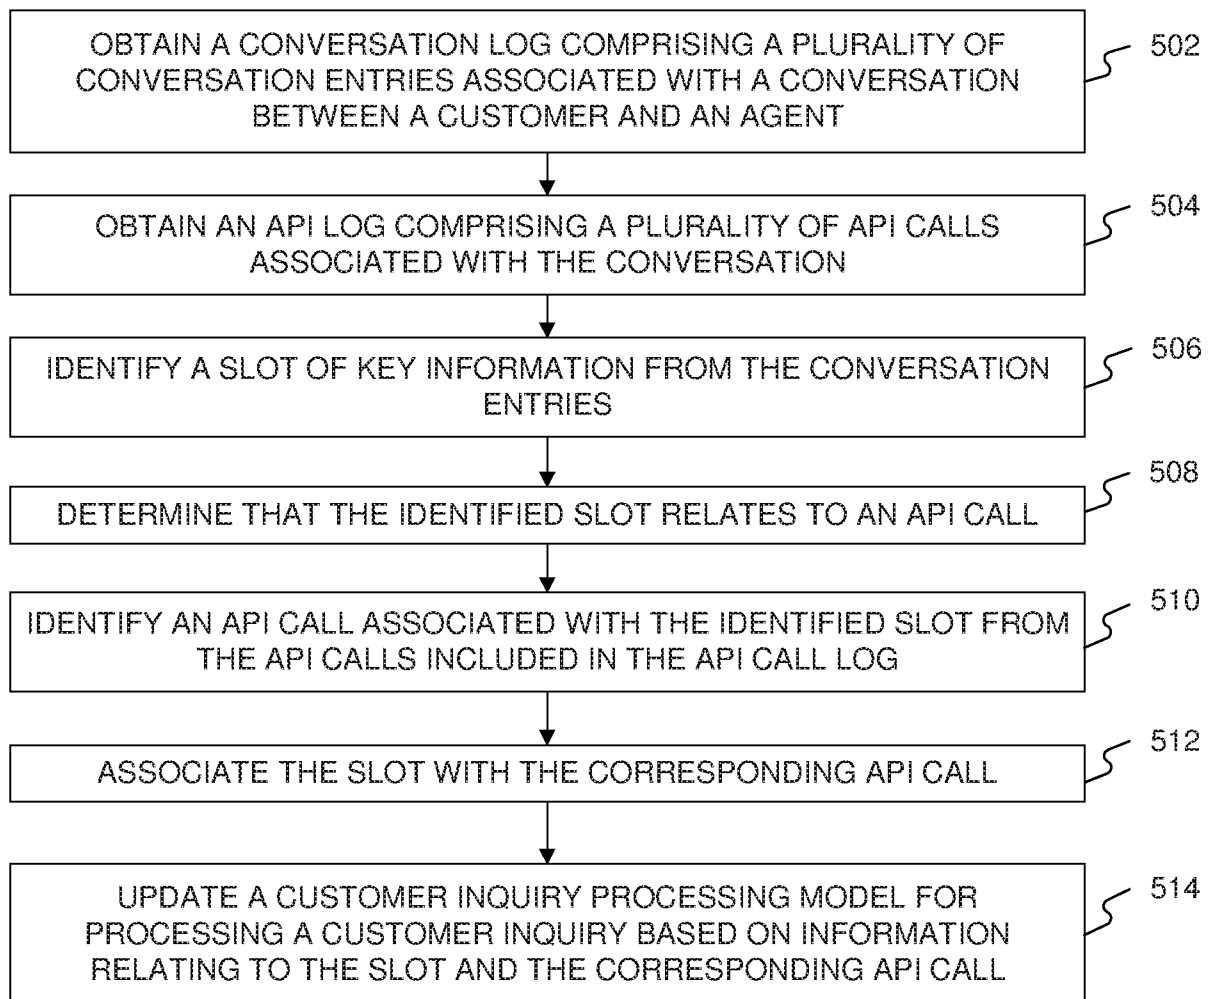 OBTAIN A CONVERSATION LOG COMPRISING A PLURALITY OF
CONVERSATION ENTRIES ASSOCIATED WITH A CONVERSATION
BETWEEN A CUSTOMER AND AN AGENT
502
OBTAIN AN API LOG COMPRISING A PLURALITY OF API CALLS
ASSOCIATED WITH THE CONVERSATION
504
IDENTIFY A SLOT OF KEY INFORMATION FROM THE CONVERSATION
ENTRIES
506
DETERMINE THAT THE IDENTIFIED SLOT RELATES TO AN API CALL
508
IDENTIFY AN API CALL ASSOCIATED WITH THE IDENTIFIED SLOT FROM
THE API CALLS INCLUDED IN THE API CALL LOG
510
ASSOCIATE THE SLOT WITH THE CORRESPONDING API CALL
512
UPDATE A CUSTOMER INQUIRY PROCESSING MODEL FOR
PROCESSING A CUSTOMER INQUIRY BASED ON INFORMATION
RELATING TO THE SLOT AND THE CORRESPONDING API CALL
514